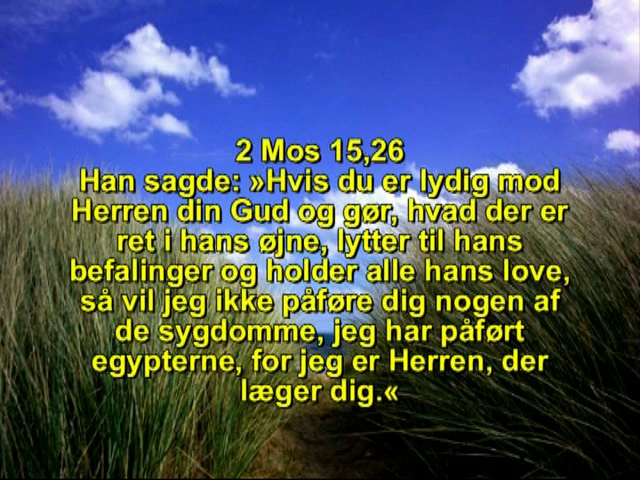 2 Mos 15,26
Han sagde: »Hvis du er lydig mod
Herren din Gud og gør, hvad der er
ret i hans øjne, lytter til hans
befalinger og holder alle hans love,
så vil jeg ikke påføre dig nogen af
de sygdomme, jeg har påført
egypterne, for jeg er Herren, der
læger dig.«